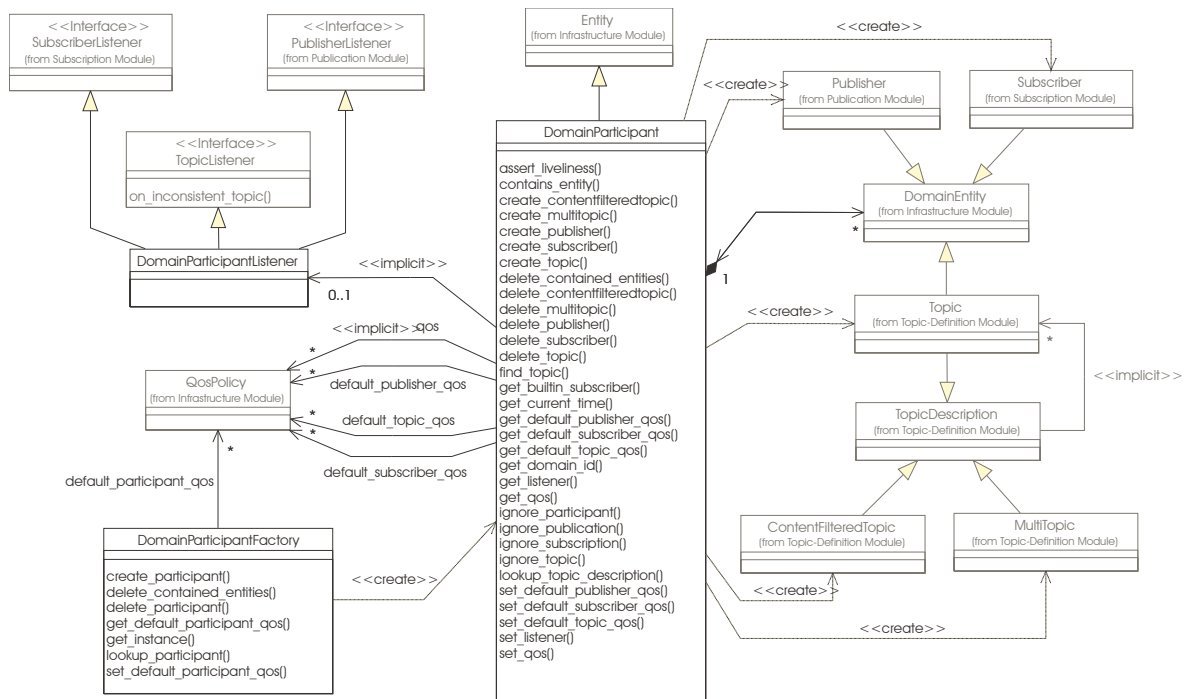 <<Interface>>
SubscriberListener
(from Subscription Module)
<<Interface>>
PublisherListener
(from Publication Module)
<<Interface>>
TopicListener
on_inconsistent_topic()
DomainParticipantListener
0..1
<<implicit>>
<<implicit>>
qos
*
*
default_publisher_qos
*
default_topic_qos
*
default_subscriber_qos
QosPolicy
(from Infrastructure Module)
*
default_participant_qos
DomainParticipantFactory
create_participant()
delete_contained_entities()
delete_participant()
get_default_participant_qos()
get_instance()
lookup_participant()
set_default_participant_qos()
<<create>>
Entity
(from Infrastructure Module)
DomainParticipant
assert_liveliness()
contains_entity()
create_contentfilteredtopic()
create_multitopic()
create_publisher()
create_subscriber()
create_topic()
delete_contained_entities()
delete_contentfilteredtopic()
delete_multitopic()
delete_publisher()
delete_subscriber()
delete_topic()
find_topic()
get_builtin_subscriber()
get_current_time()
get_default_publisher_qos()
get_default_subscriber_qos()
get_default_topic_qos()
get_domain_id()
get_listener()
get_qos()
ignore_participant()
ignore_publication()
ignore_subscription()
ignore_topic()
lookup_topic_description()
set_default_publisher_qos()
set_default_subscriber_qos()
set_default_topic_qos()
set_listener()
set_qos()
<<create>>
<<create>>
Publisher
(from Publication Module)
Subscriber
(from Subscription Module)
DomainEntity
(from Infrastructure Module)
*
1
<<create>>
Topic
(from Topic-Definition Module)
*
<<implicit>>
TopicDescription
(from Topic-Definition Module)
ContentFilteredTopic
(from Topic-Definition Module)
MultiTopic
(from Topic-Definition Module)
<<create>>
<<create>>